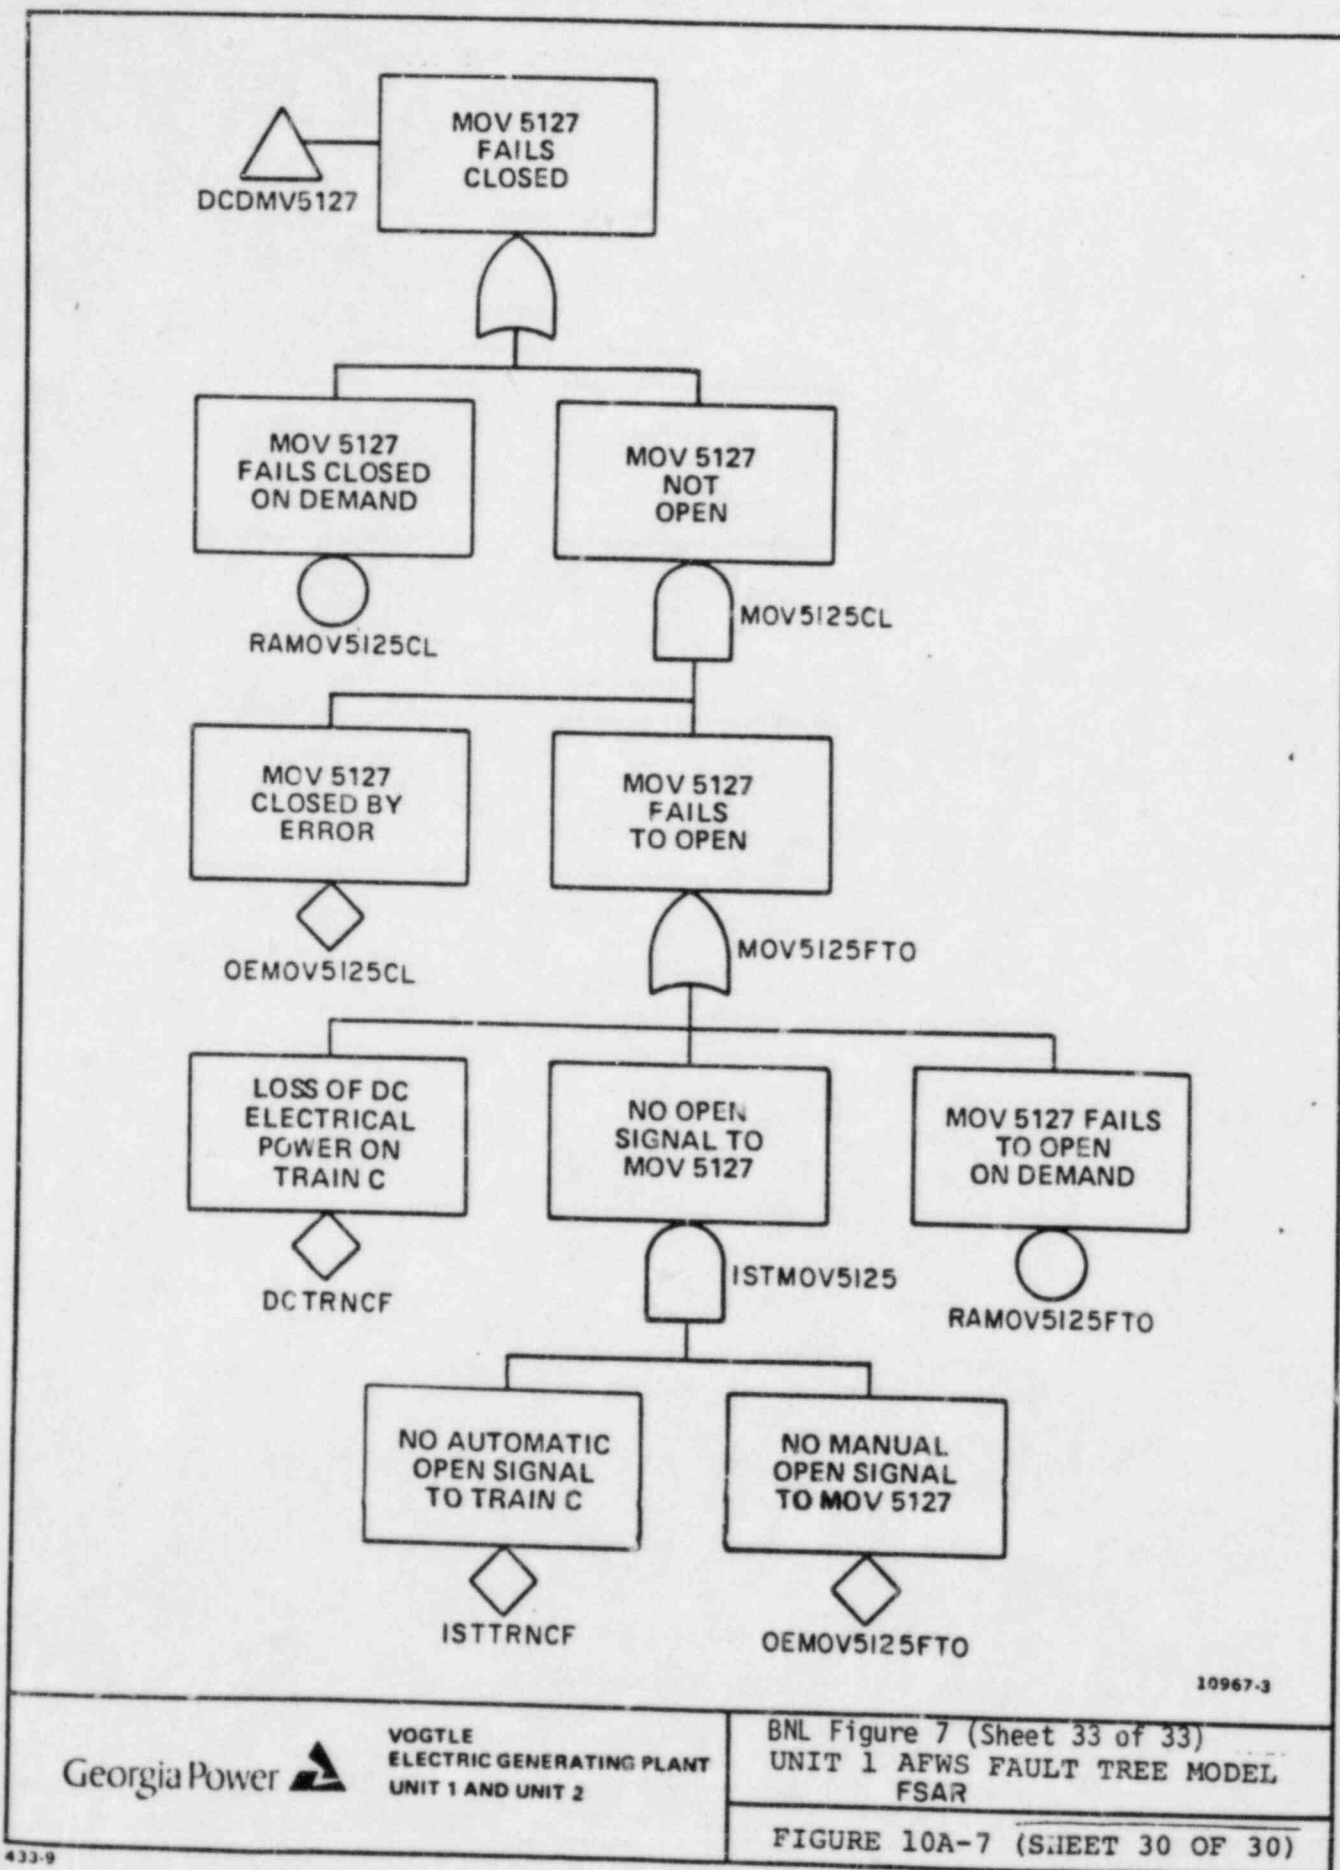 MOV 5127
FAILS
CLOSED
DCDMV5127
MOV 5127
FAILS CLOSED
ON DEMAND
MOV 5127
NOT
OPEN
RAMOV5125CL
MOV5125CL
MOV 5127
CLOSED BY
ERROR
MOV 5127
FAILS
TO OPEN
OEMOV5125CL
MOV5125FTO
LOSS OF DC
ELECTRICAL
POWER ON
TRAIN C
NO OPEN
SIGNAL TO
MOV 5127
MOV 5127 FAILS
TO OPEN
ON DEMAND
DCTRNCF
ISTMOV5125
RAMOV5125FTO
NO AUTOMATIC
OPEN SIGNAL
TO TRAIN C
NO MANUAL
OPEN SIGNAL
TO MOV 5127
ISTTRNCF
OEMOV5125FTO
10967-3
Georgia Power
VOGTLE
ELECTRIC GENERATING PLANT
UNIT 1 AND UNIT 2
BNL Figure 7 (Sheet 33 of 33)
UNIT 1 AFWS FAULT TREE MODEL
FSAR
FIGURE 10A-7 (SHEET 30 OF 30)
433-9